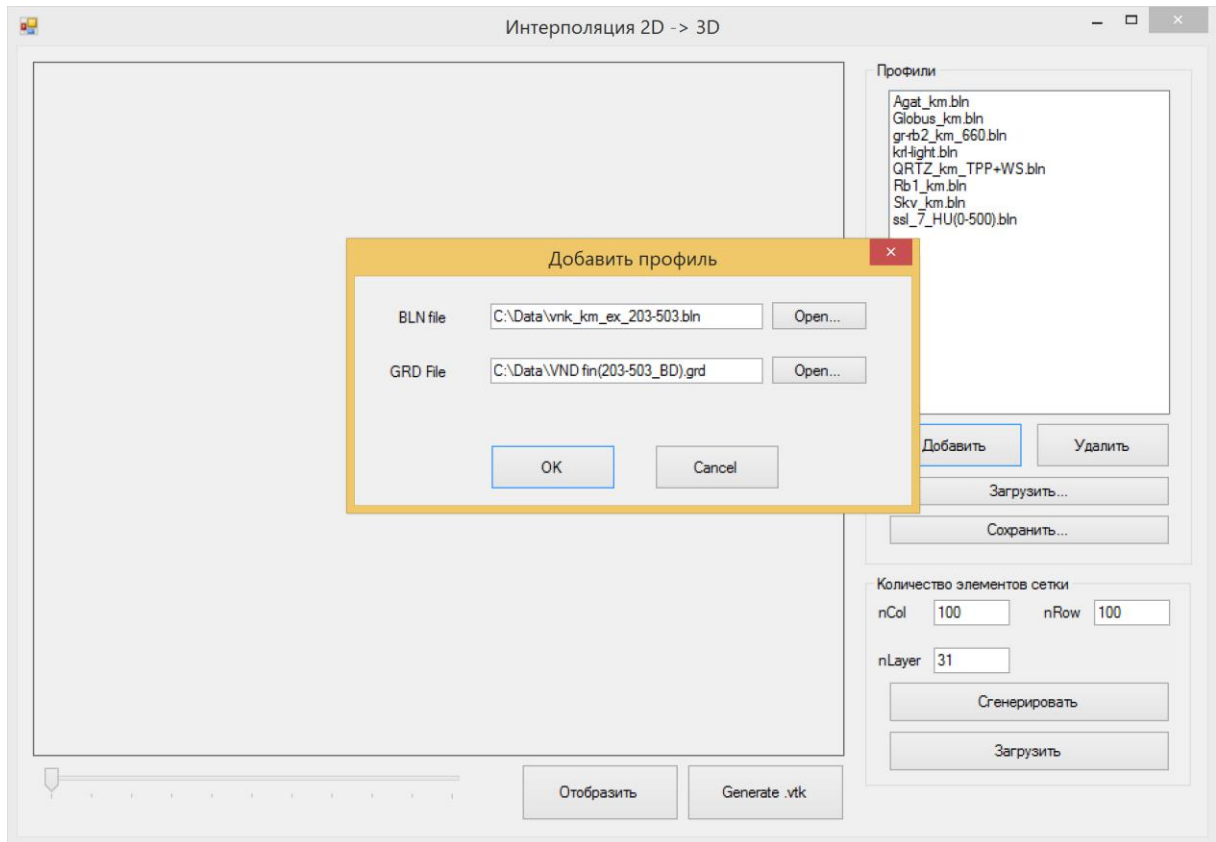 Интерполяция 2D -> 3D
Профили
Agat_km.bln
Globus_km.bln
gr-rb2_km_660.bln
krl-light.bln
QRTZ_km_TPP+WS.bln
Rb1_km.bln
Skv_km.bln
ssl_7_HU(0-500).bln
Добавить профиль
BLN file
C:\Data\vnk_km_ex_203-503.bln
Open...
GRD File
C:\Data\VND fin(203-503_BD).grd
Open...
OK
Cancel
Добавить
Удалить
Загрузить...
Сохранить...
Количество элементов сетки
nCol
100
nRow
100
nLayer
31
Сгенерировать
Загрузить
Отобразить
Generate .vtk